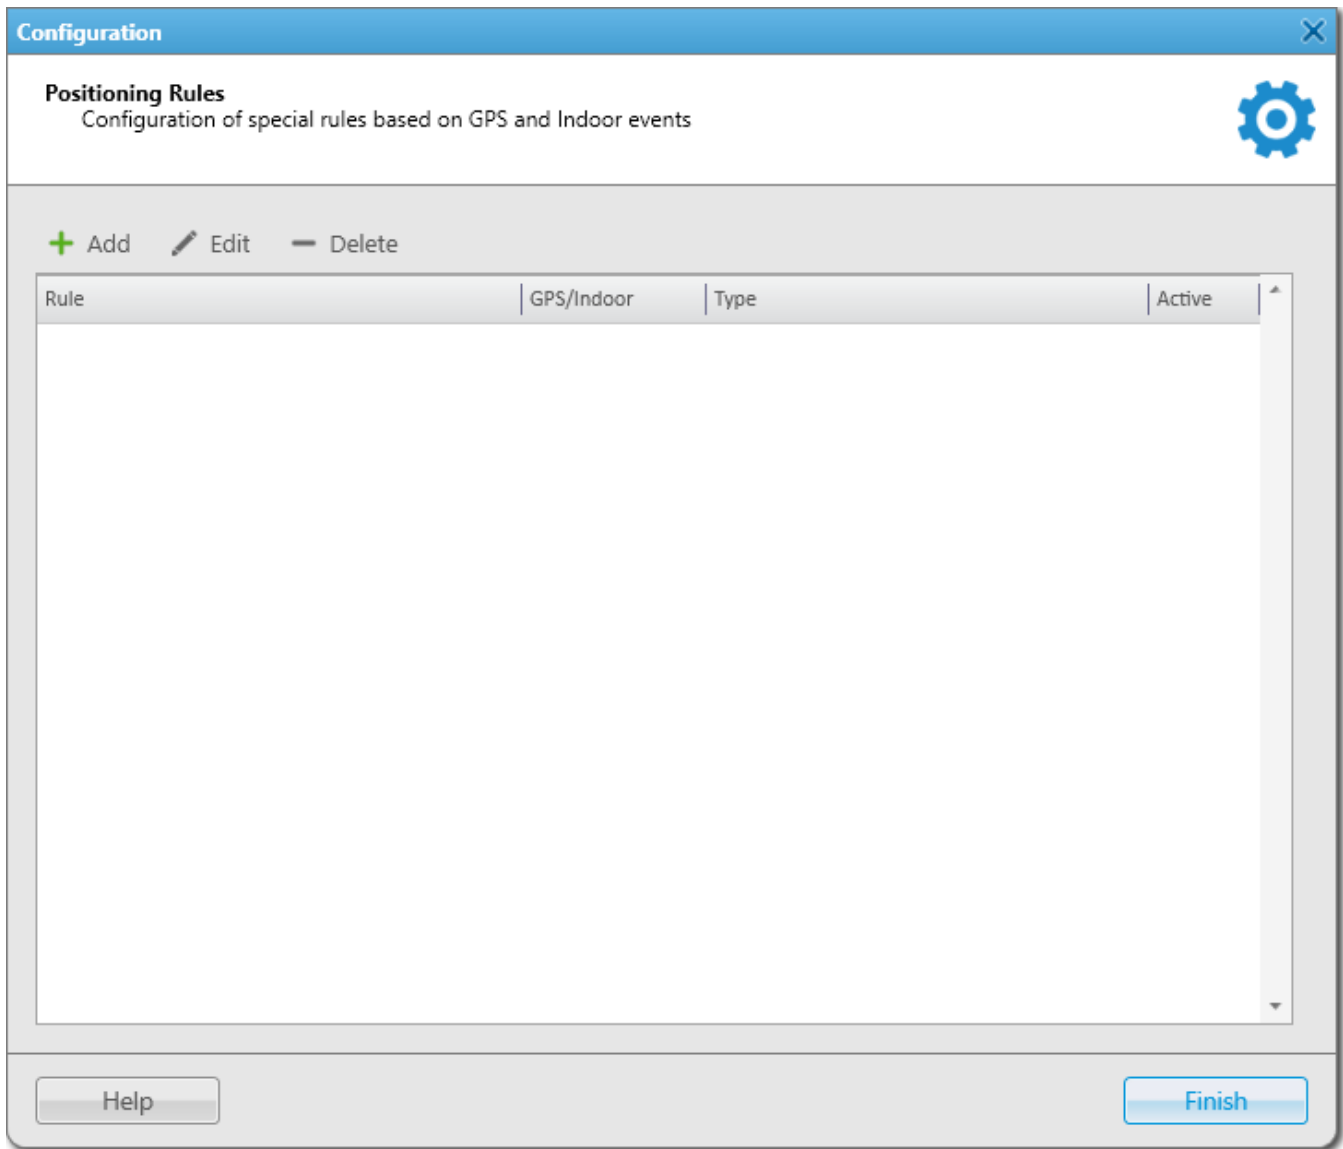 Configuration
Positioning Rules
Configuration of special rules based on GPS and Indoor events
Add Edit Delete
Rule GPS/Indoor Type Active
Help Finish